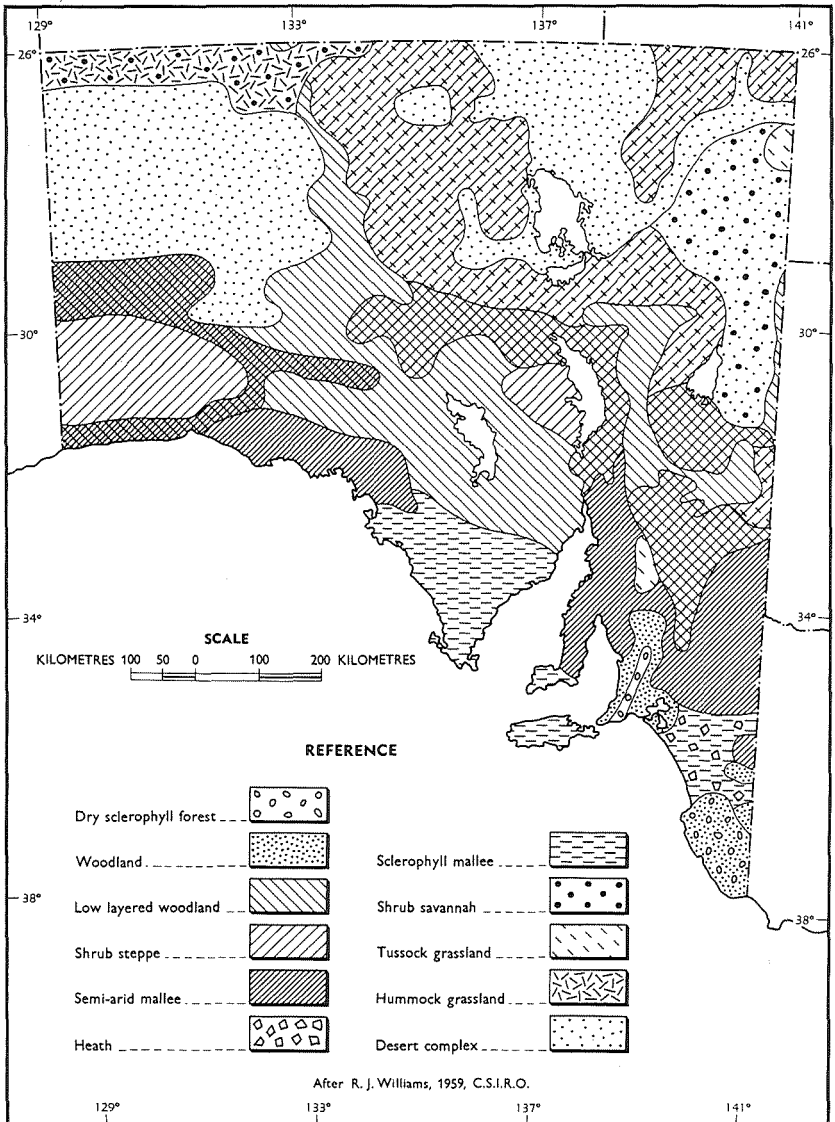 129° 133° 137° 141°
26° 26°
30° 30°
34° 34°
SCALE
KILOMETRES 100 50 0 100 200 KILOMETRES
REFERENCE
Dry sclerophyll forest
Woodland
Low layered woodland
Shrub steppe
Semi-arid mallee
Heath
Sclerophyll mallee
Shrub savannah
Tussock grassland
Hummock grassland
Desert complex
38° 38°
After R. J. Williams, 1959, C.S.I.R.O.
129° 133° 137° 141°